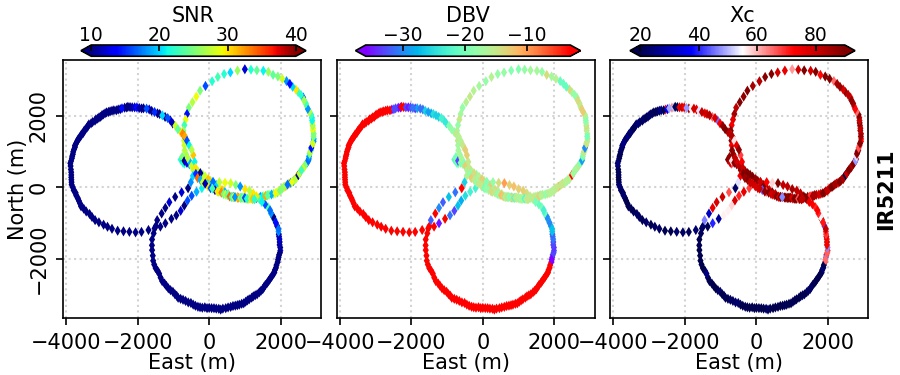 SNR DBV Xc
10 20 30 40 −30 −20 −10 20 40 60 80
2000
0
−2000
North (m)
IR5211
−4000 −2000 0 2000 −4000 −2000 0 2000 −4000 −2000 0 2000
East (m) East (m) East (m)